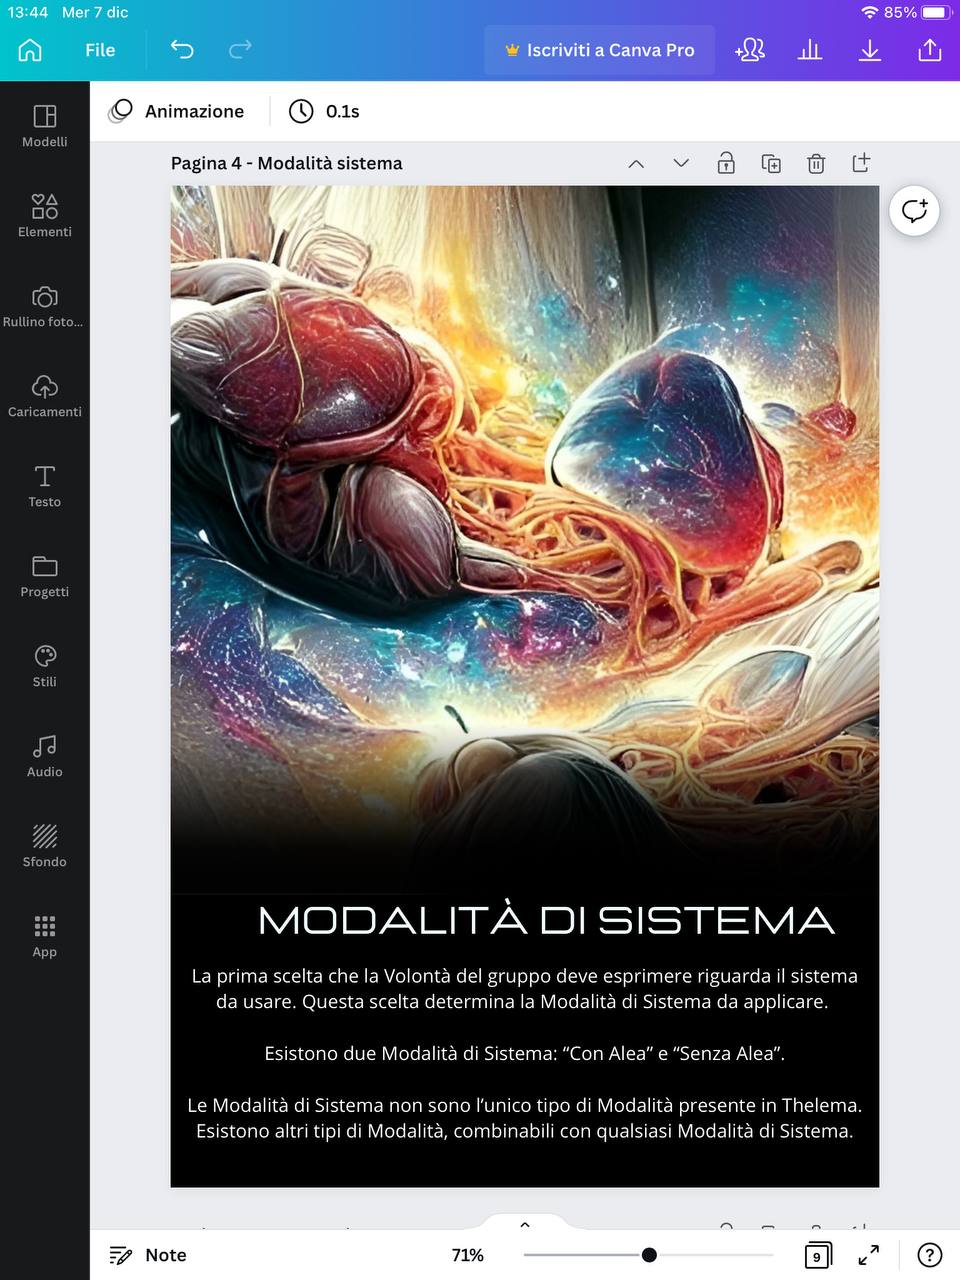 13:44 Mer 7 dic 85%
File Iscriviti a Canva Pro
Animazione 0.1s
Modelli
Elementi
Rullino foto...
Caricamenti
Testo
Progetti
Stili
Audio
Sfondo
App
Pagina 4 - Modalità sistema
MODALITÀ DI SISTEMA
La prima scelta che la Volontà del gruppo deve esprimere riguarda il sistema
da usare. Questa scelta determina la Modalità di Sistema da applicare.
Esistono due Modalità di Sistema: “Con Alea” e “Senza Alea”.
Le Modalità di Sistema non sono l’unico tipo di Modalità presente in Thelema.
Esistono altri tipi di Modalità, combinabili con qualsiasi Modalità di Sistema.
Note 71% 9